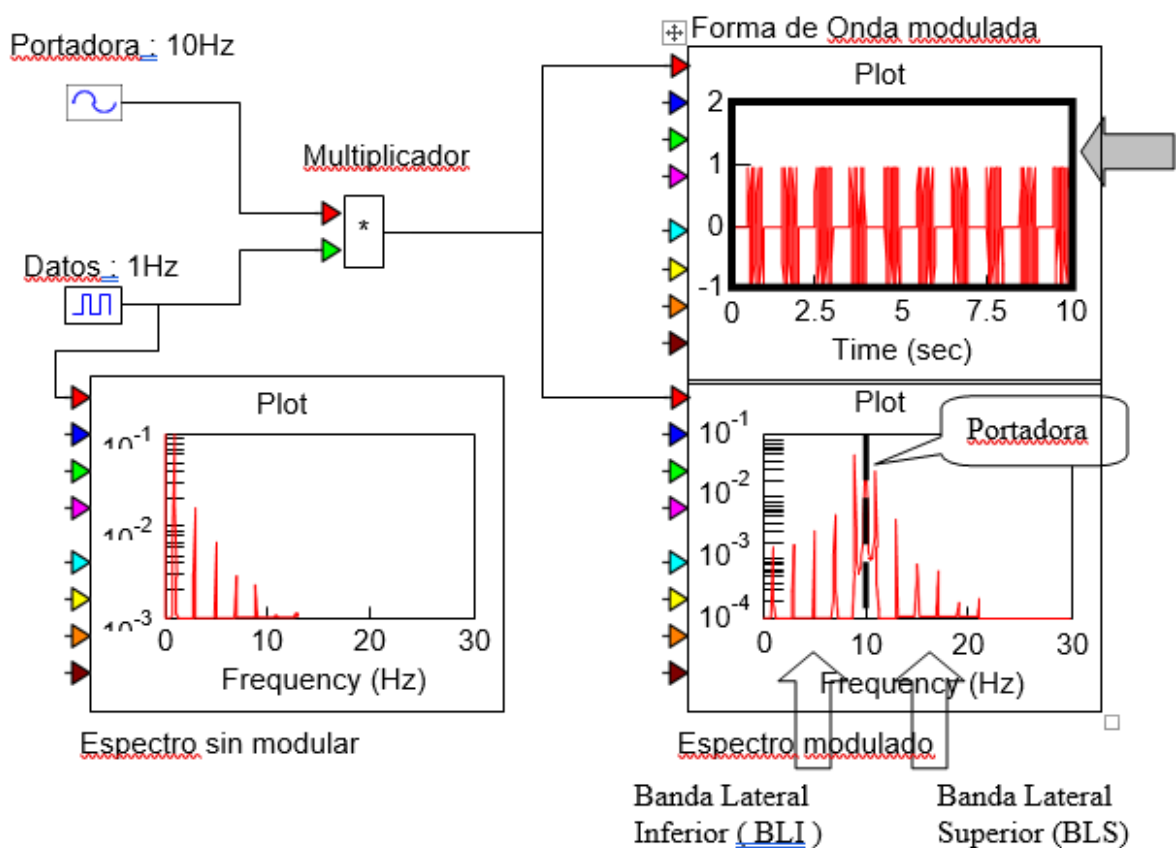 Portadora : 10Hz
Forma de Onda modulada
Plot
2
1
0
-1
0 2.5 5 7.5 10
Time (sec)
Multiplicador
*
Datos : 1Hz
Plot
10-1
10-2
10-3
0 10 20 30
Frequency (Hz)
Espectro sin modular
Plot
Portadora
10-1
10-2
10-3
10-4
0 10 20 30
Frequency (Hz)
Espectro modulado
Banda Lateral
Inferior ( BLI )
Banda Lateral
Superior (BLS)